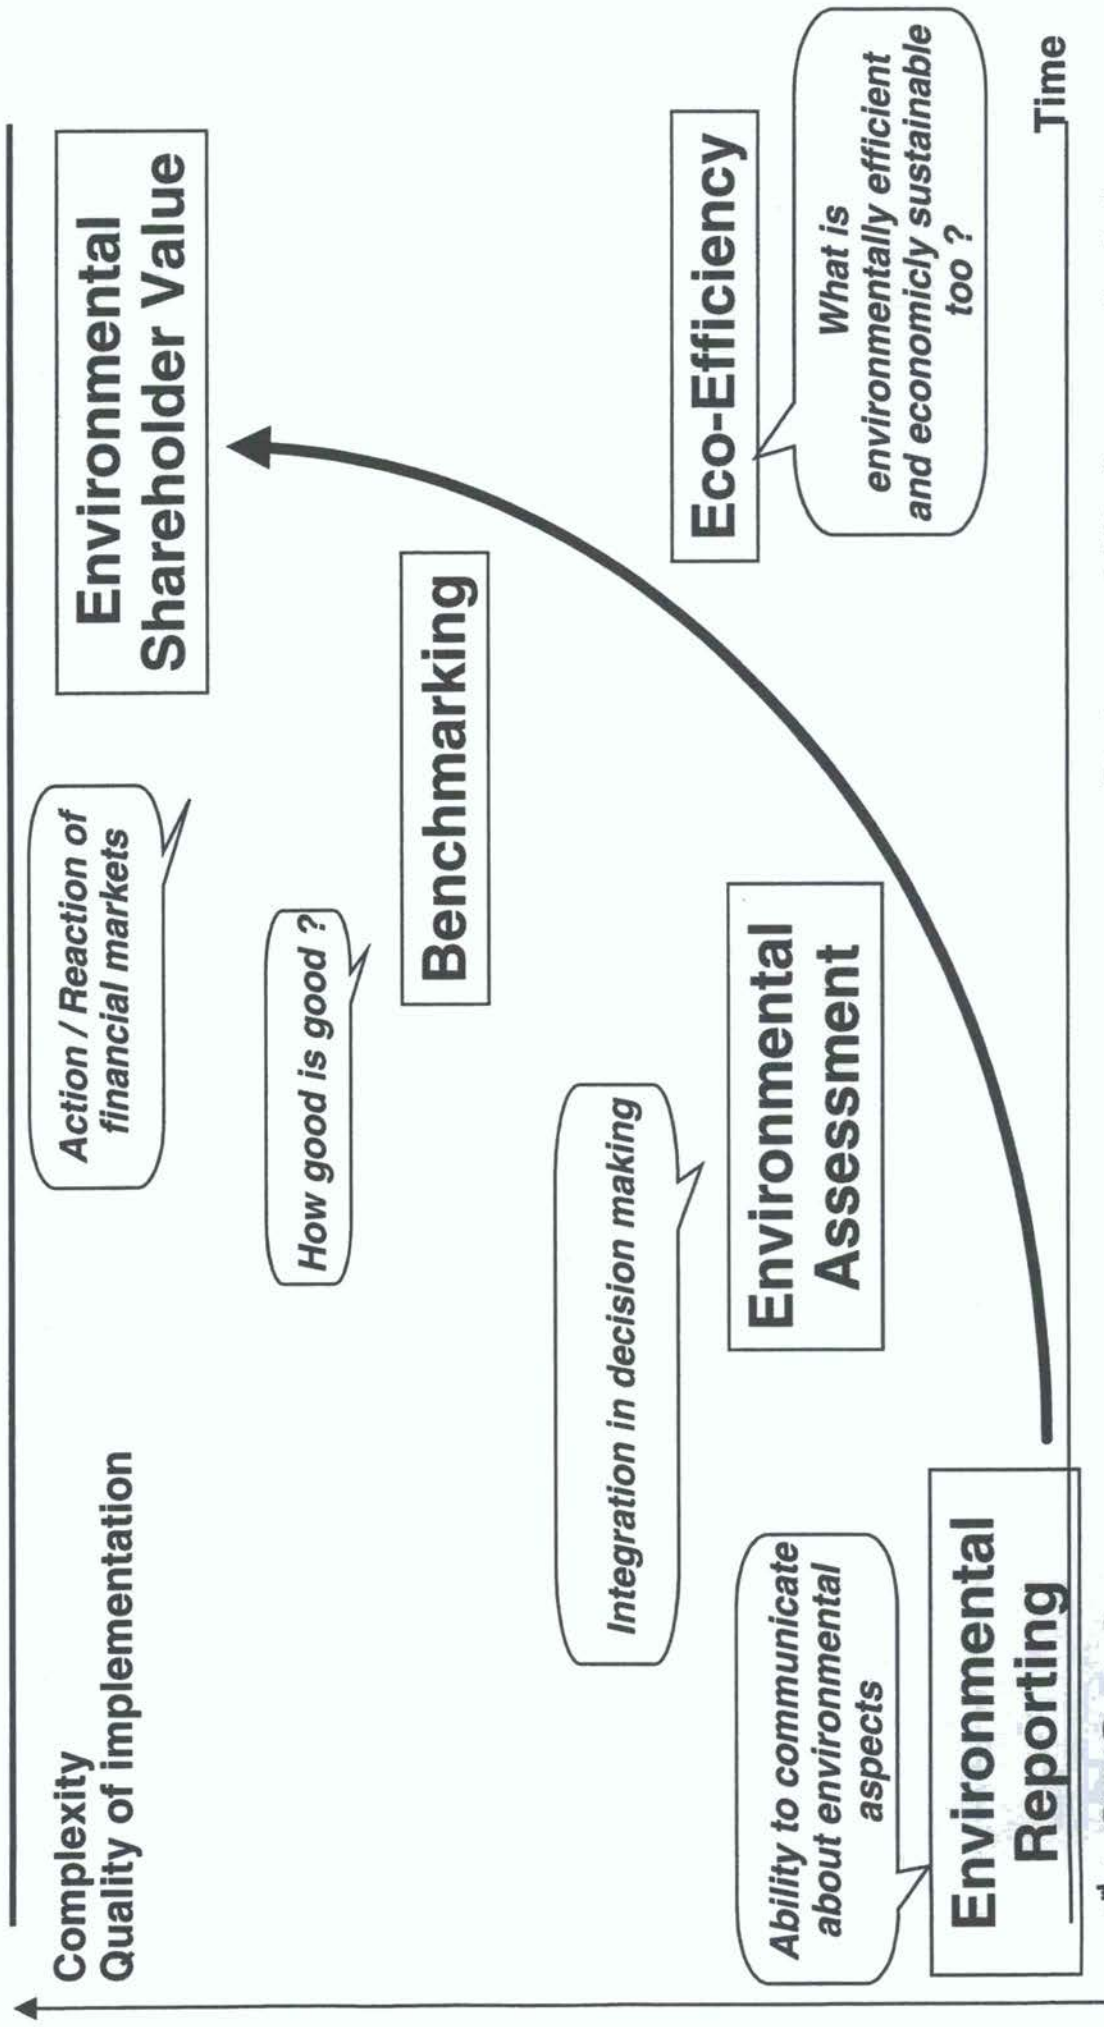 Complexity
Quality of implementation
Action / Reaction of
financial markets
Environmental
Shareholder Value
How good is good ?
Benchmarking
Integration in decision making
Environmental
Assessment
Eco-Efficiency
What is
environmentally efficient
and economicly sustainable
too ?
Ability to communicate
about environmental
aspects
Environmental
Reporting
Time